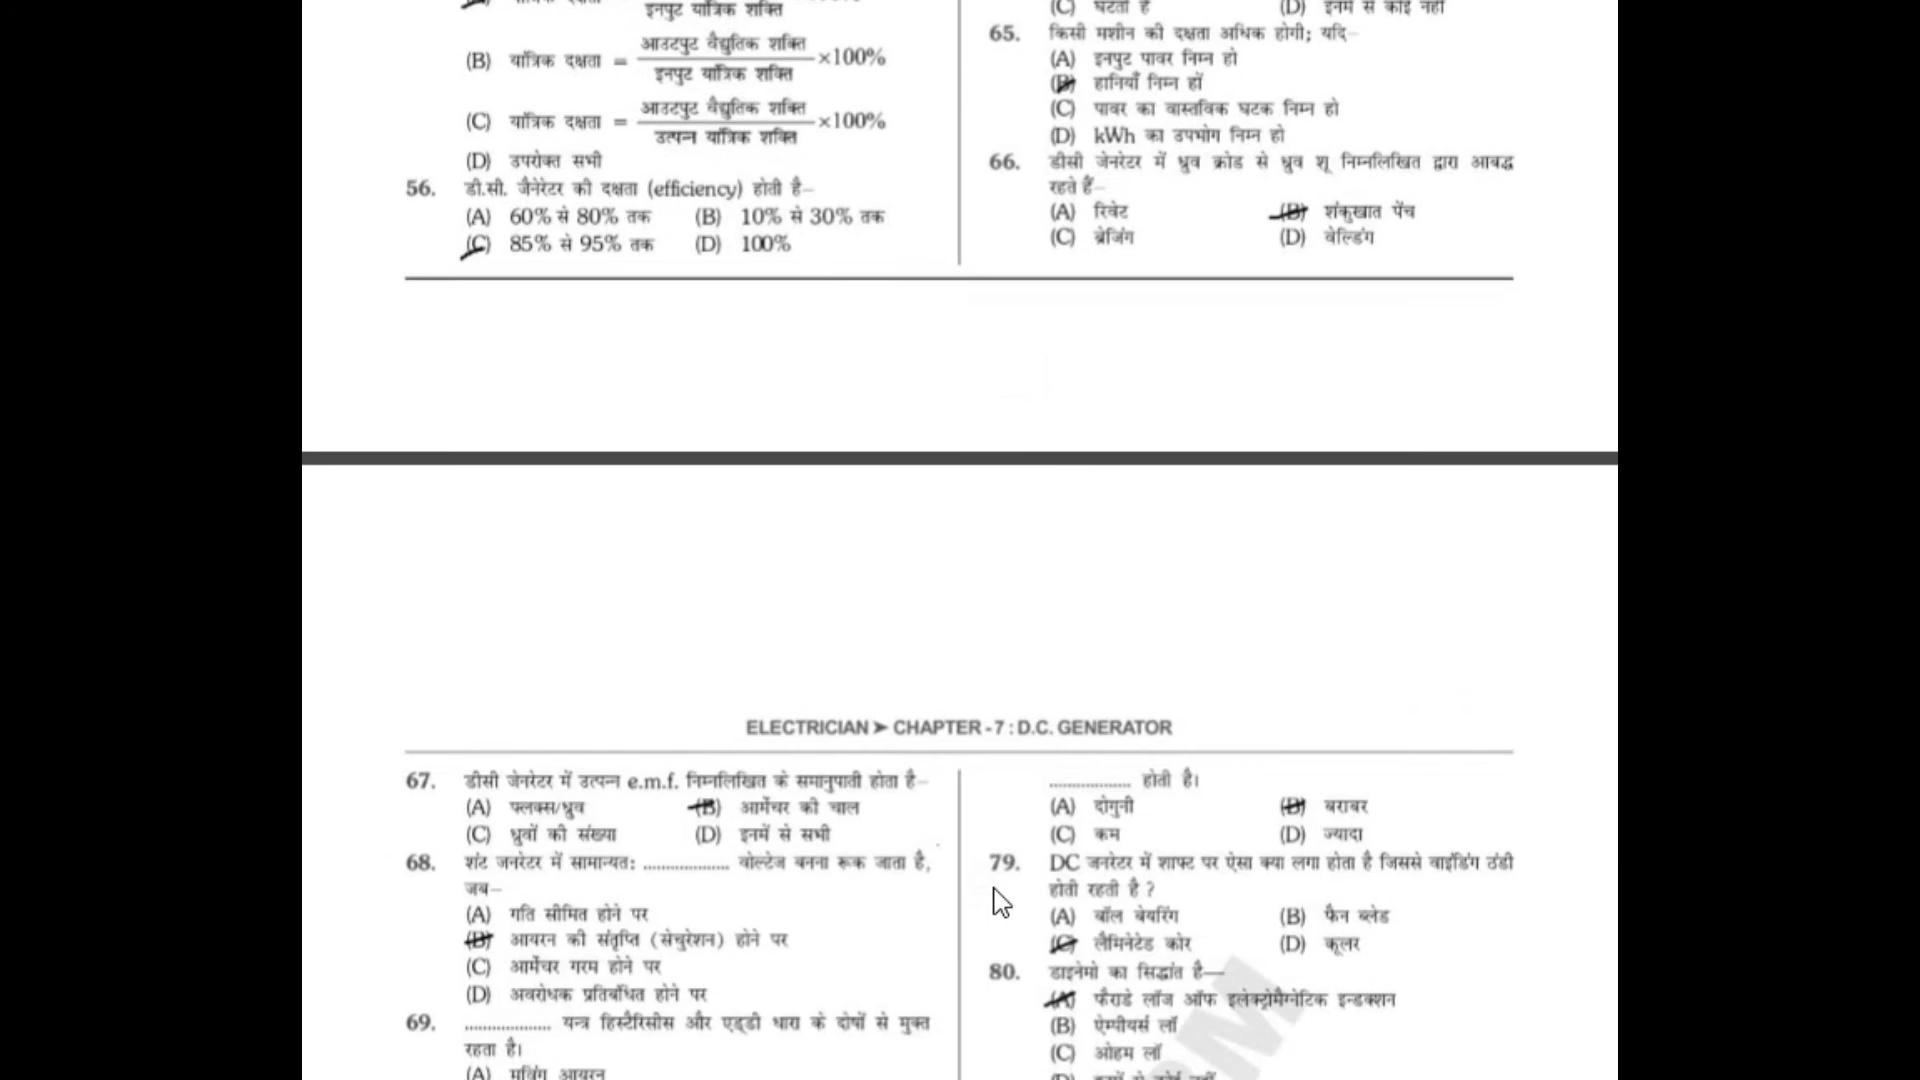 इनपुट यांत्रिक शक्ति
(B) यांत्रिक दक्षता = आउटपुट वैद्युतिक शक्ति / इनपुट यांत्रिक शक्ति ×100%
(C) यांत्रिक दक्षता = आउटपुट वैद्युतिक शक्ति / उत्पन्न यांत्रिक शक्ति ×100%
(D) उपरोक्त सभी
56. डी.सी. जैनेरेटर की दक्षता (efficiency) होती है–
(A) 60% से 80% तक (B) 10% से 30% तक
(C) 85% से 95% तक (D) 100%
(C) घटती है (D) इनमें से कोई नहीं
65. किसी मशीन की दक्षता अधिक होगी; यदि–
(A) इनपुट पावर निम्न हो
(B) हानियाँ निम्न हों
(C) पावर का वास्तविक घटक निम्न हो
(D) kWh का उपभोग निम्न हो
66. डीसी जेनरेटर में ध्रुव क्रोड से ध्रुव शू निम्नलिखित द्वारा आबद्ध
रहते हैं–
(A) रिवेट (B) शंकुखात पेंच
(C) ब्रेजिंग (D) वेल्डिंग
ELECTRICIAN ➤ CHAPTER - 7 : D.C. GENERATOR
67. डीसी जेनरेटर में उत्पन्न e.m.f. निम्नलिखित के समानुपाती होता है–
(A) फ्लक्स/ध्रुव (B) आर्मेचर की चाल
(C) ध्रुवों की संख्या (D) इनमें से सभी
68. शंट जनरेटर में सामान्यत: .................... वोल्टेज बनना रूक जाता है,
जब–
(A) गति सीमित होने पर
(B) आयरन की संतृप्ति (सेचुरेशन) होने पर
(C) आर्मेचर गरम होने पर
(D) अवरोधक प्रतिबंधित होने पर
69. .................... यन्त्र हिस्टैरिसीस और एड्डी धारा के दोषों से मुक्त
रहता है।
(A) मूविंग आयरन
................... होती है।
(A) दोगुनी (B) बराबर
(C) कम (D) ज्यादा
79. DC जनरेटर में शाफ्ट पर ऐसा क्या लगा होता है जिससे वाइंडिंग ठंडी
होती रहती है ?
(A) बॉल बेयरिंग (B) फैन ब्लेड
(C) लैमिनेटेड कोर (D) कूलर
80. डाइनेमो का सिद्धांत है—
(A) फैराडे लॉज ऑफ इलेक्ट्रोमैग्नेटिक इन्डक्शन
(B) ऐम्पीयर्स लॉ
(C) ओहम लॉ